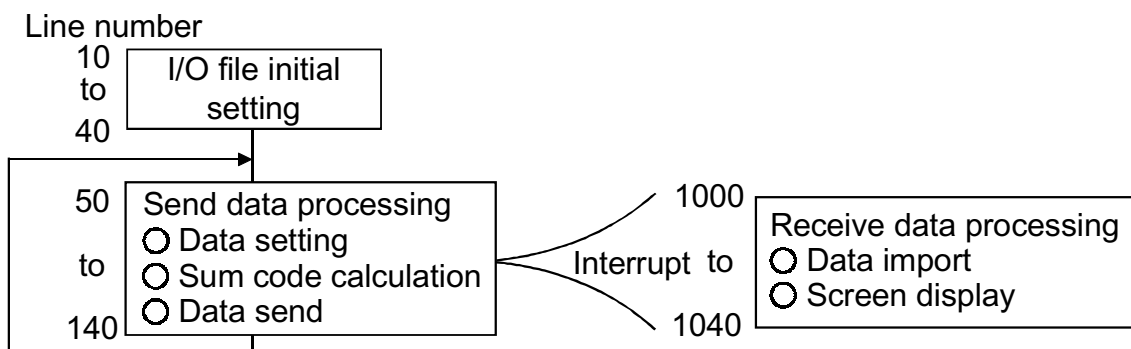 Line number
10
to
40
I/O file initial
setting
50
to
140
Send data processing
Data setting
Sum code calculation
Data send
Interrupt
1000
to
1040
Receive data processing
Data import
Screen display